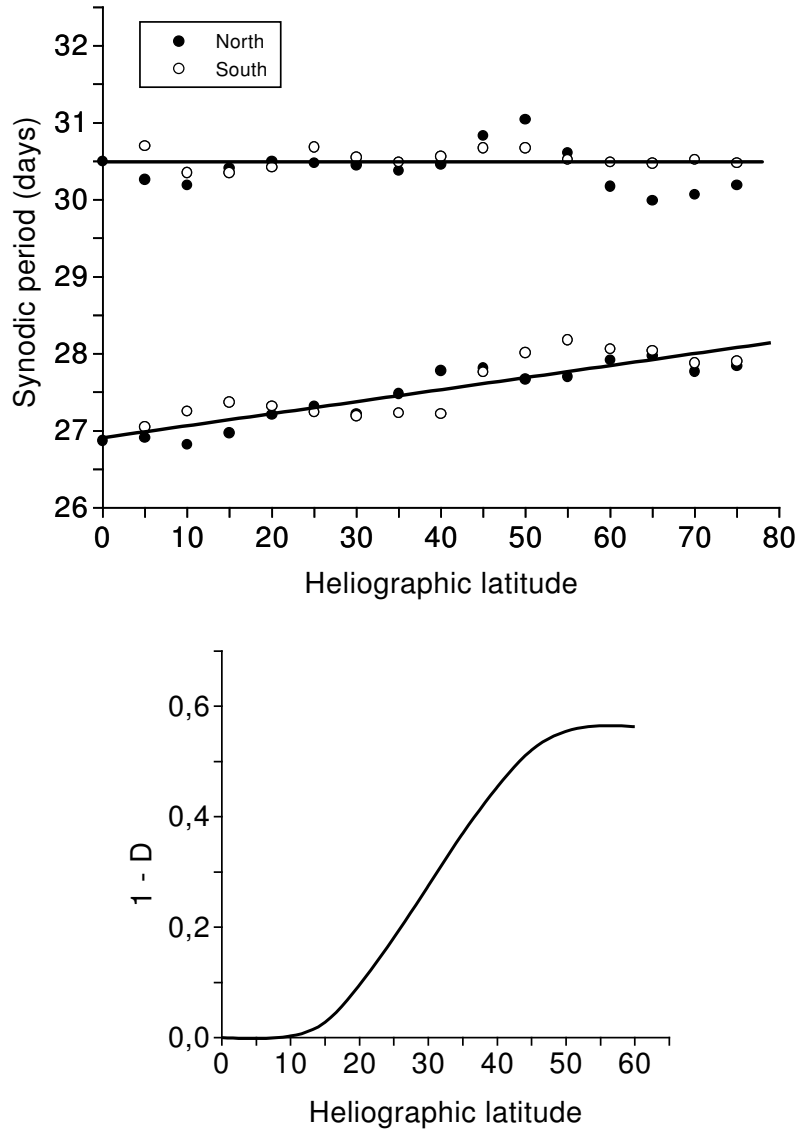 North
South
Synodic period (days)
32
31
30
29
28
27
26
0 10 20 30 40 50 60 70 80
Heliographic latitude
1 - D
0,6
0,4
0,2
0,0
0 10 20 30 40 50 60
Heliographic latitude